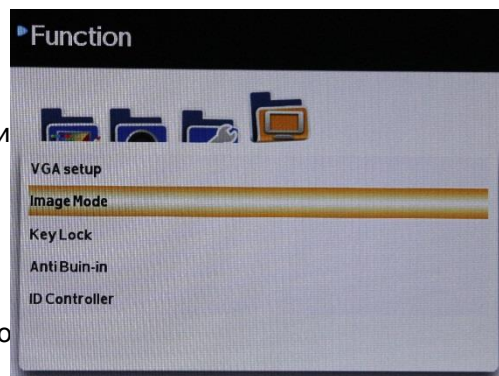 Function
и
VGA setup
Image Mode
Key Lock
Anti Buin-in
ID Controller
о